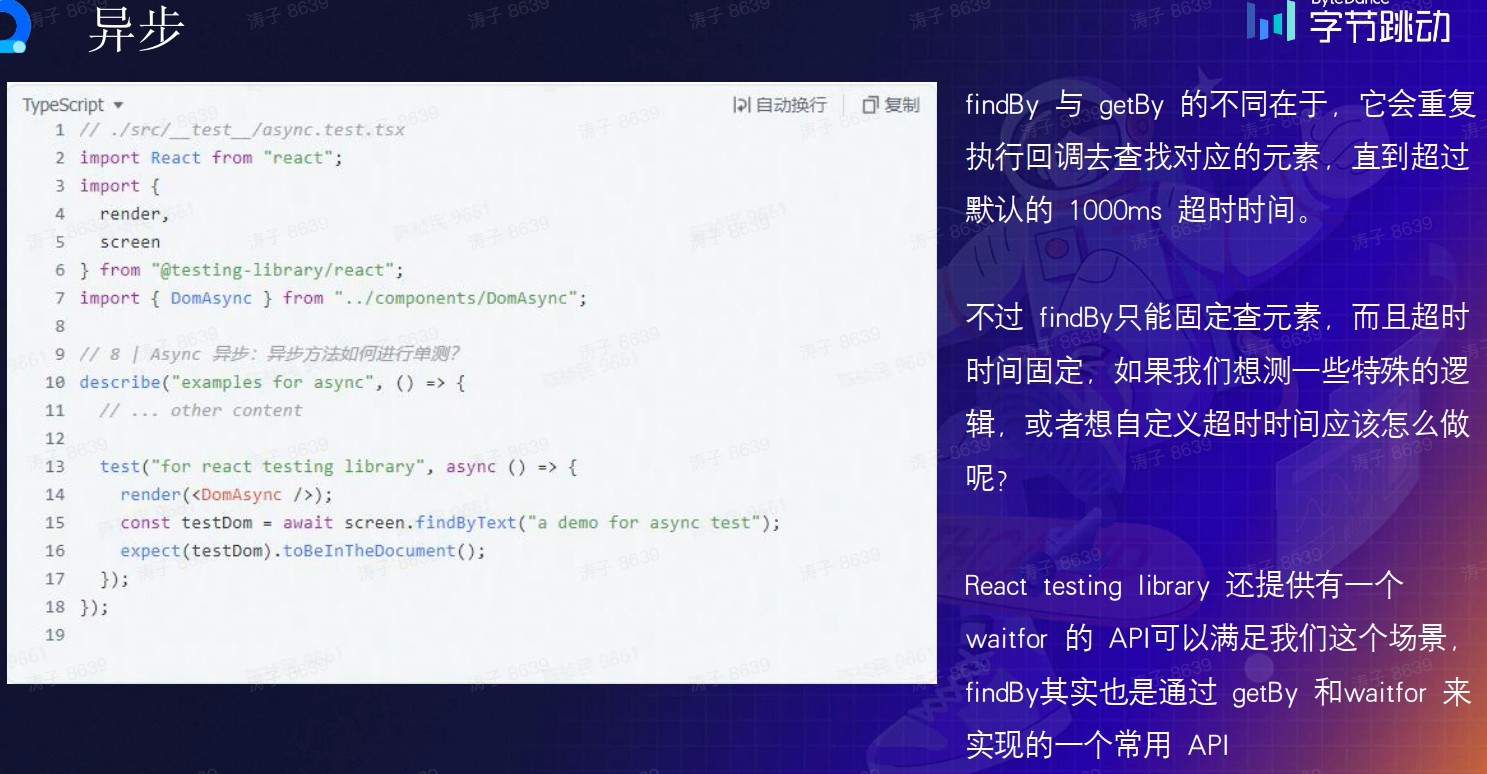 异步
ByteDance
字节跳动
TypeScript
自动换行
复制
1 // ./src/__test__/async.test.tsx
2 import React from "react";
3 import {
4   render,
5   screen
6 } from "@testing-library/react";
7 import { DomAsync } from "../components/DomAsync";
8
9 // 8 | Async 异步：异步方法如何进行单测？
10 describe("examples for async", () => {
11   // ... other content
12
13   test("for react testing library", async () => {
14     render(<DomAsync />);
15     const testDom = await screen.findByText("a demo for async test");
16     expect(testDom).toBeInTheDocument();
17   });
18 });
19
findBy 与 getBy 的不同在于，它会重复
执行回调去查找对应的元素，直到超过
默认的 1000ms 超时时间。
不过 findBy只能固定查元素，而且超时
时间固定，如果我们想测一些特殊的逻
辑，或者想自定义超时时间应该怎么做
呢？
React testing library 还提供有一个
waitfor 的 API可以满足我们这个场景，
findBy其实也是通过 getBy 和waitfor 来
实现的一个常用 API
涛子 8639